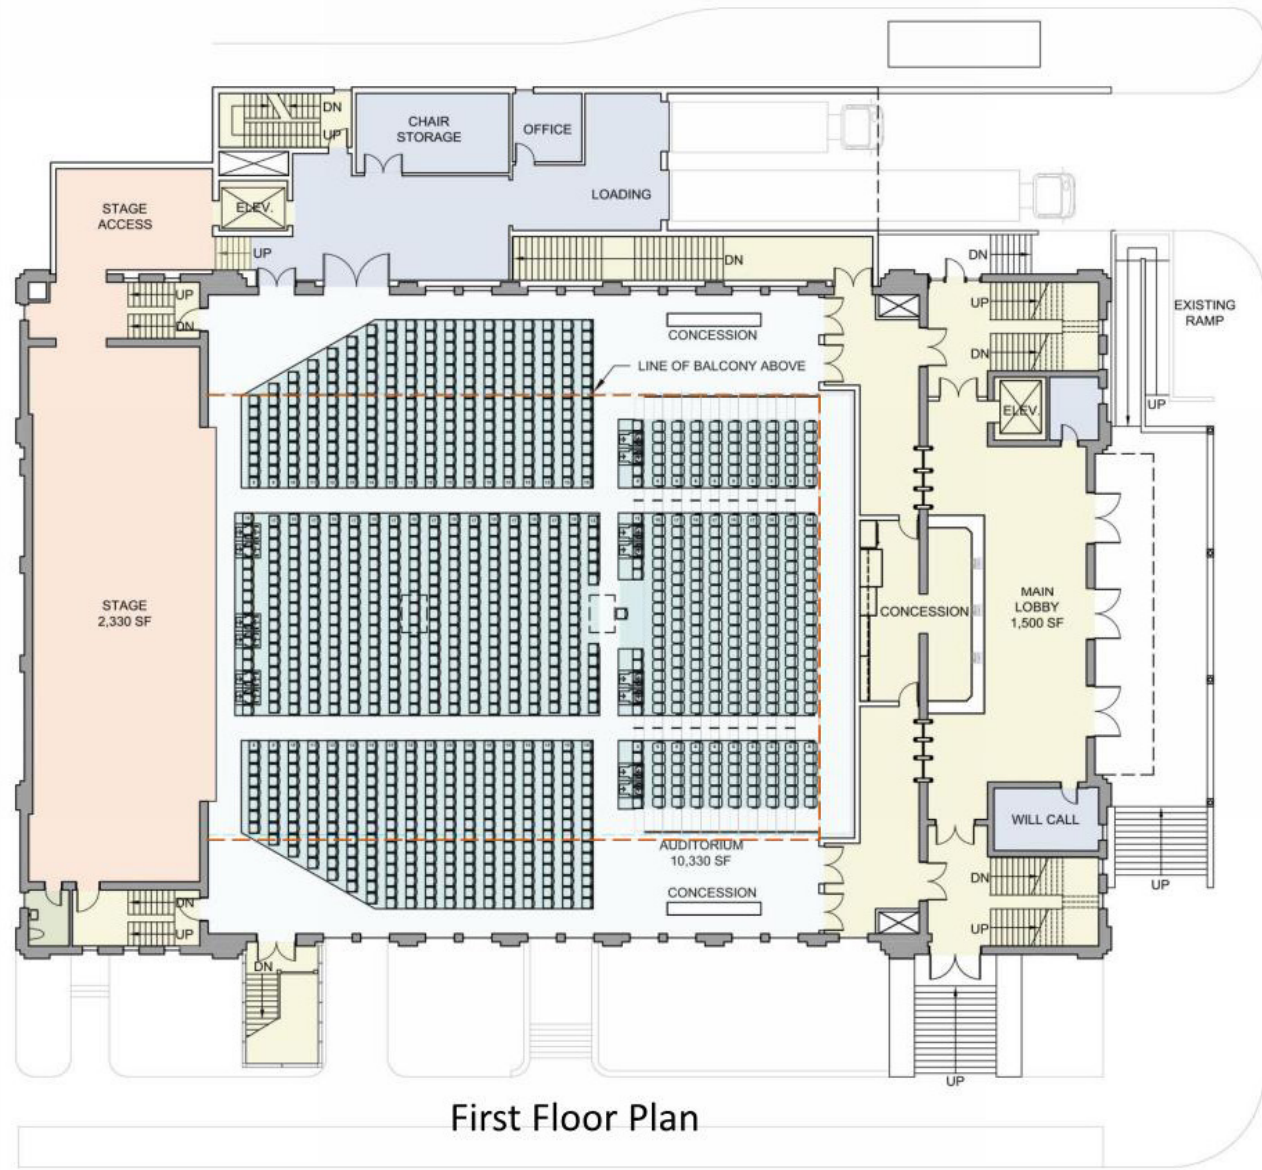 DN
UP
CHAIR
STORAGE
OFFICE
LOADING
STAGE
ACCESS
ELEV.
UP
DN
DN
UP
DN
UP
DN
EXISTING
RAMP
CONCESSION
LINE OF BALCONY ABOVE
ELEV.
UP
STAGE
2,330 SF
CONCESSION
MAIN
LOBBY
1,500 SF
WILL CALL
AUDITORIUM
10,330 SF
CONCESSION
DN
UP
DN
UP
UP
DN
UP
First Floor Plan